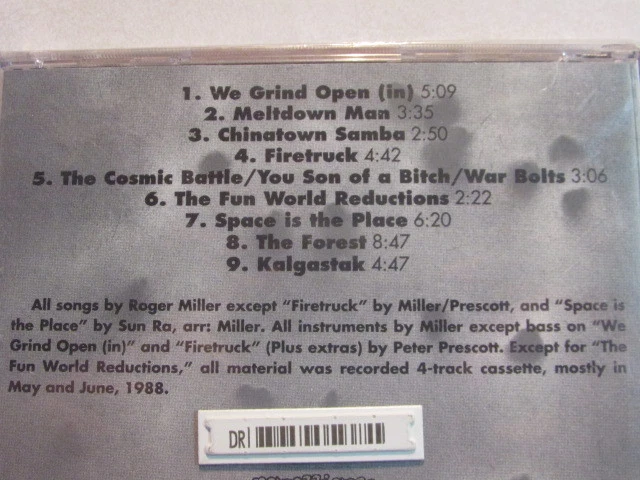 1. We Grind Open (in) 5:09
2. Meltdown Man 3:35
3. Chinatown Samba 2:50
4. Firetruck 4:42
5. The Cosmic Battle/You Son of a Bitch/War Bolts 3:06
6. The Fun World Reductions 2:22
7. Space is the Place 6:20
8. The Forest 8:47
9. Kalgastak 4:47
All songs by Roger Miller except "Firetruck" by Miller/Prescott, and "Space is
the Place" by Sun Ra, arr: Miller. All instruments by Miller except bass on "We
Grind Open (in)" and "Firetruck" (Plus extras) by Peter Prescott. Except for "The
Fun World Reductions," all material was recorded 4-track cassette, mostly in
May and June, 1988.
DR